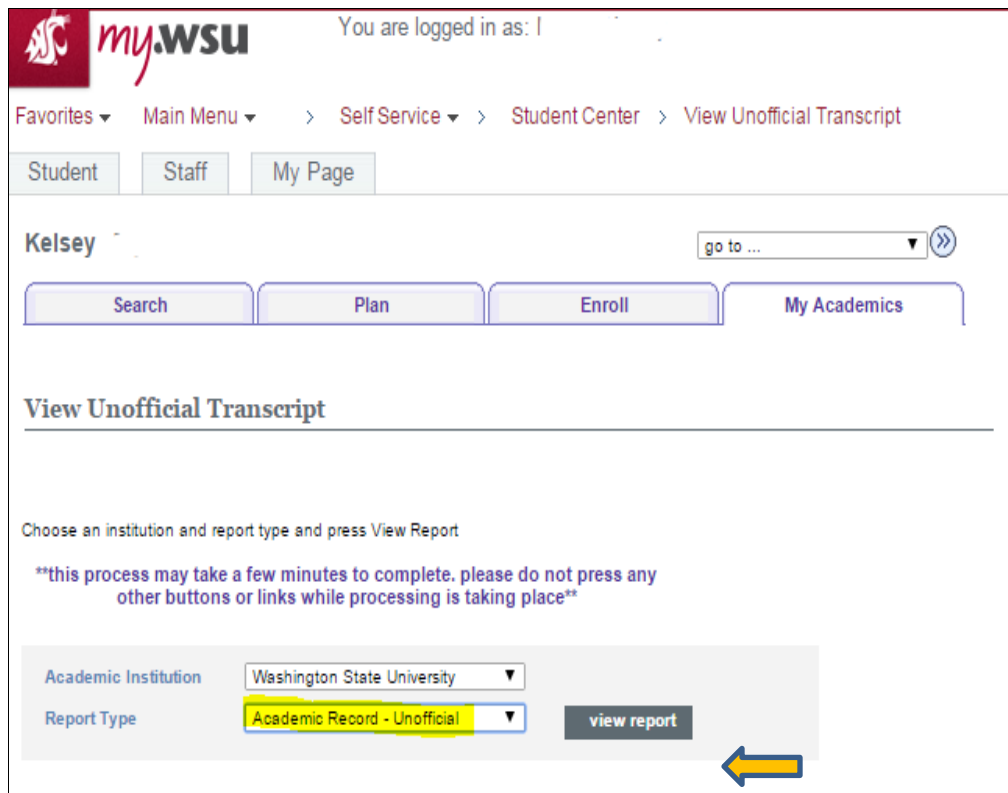 my.wsu
You are logged in as:
Favorites Main Menu > Self Service > Student Center > View Unofficial Transcript
Student Staff My Page
Kelsey
go to ...
Search Plan Enroll My Academics
View Unofficial Transcript
Choose an institution and report type and press View Report
**this process may take a few minutes to complete. please do not press any
other buttons or links while processing is taking place**
Academic Institution Washington State University
Report Type Academic Record - Unofficial view report